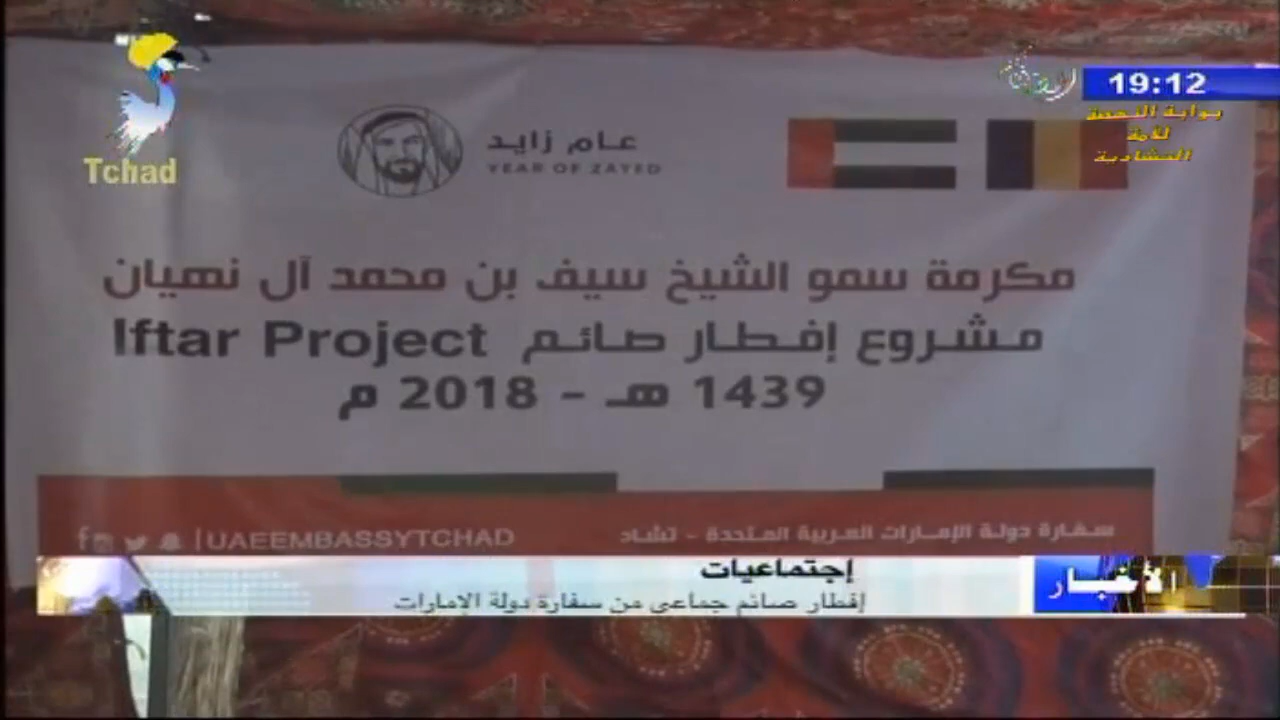 19:12
بوابة النهضة
للأمة
التشادية
Tchad
عام زايد
YEAR OF ZAYED
مكرمة سمو الشيخ سيف بن محمد آل نهيان
مشروع إفطار صائم Iftar Project
1439 هـ - 2018 م
سفارة دولة الإمارات العربية المتحدة - تشاد
|UAEEMBASSYTCHAD
الأخبار
إجتماعيات
إفطار صائم جماعي من سفارة دولة الإمارات